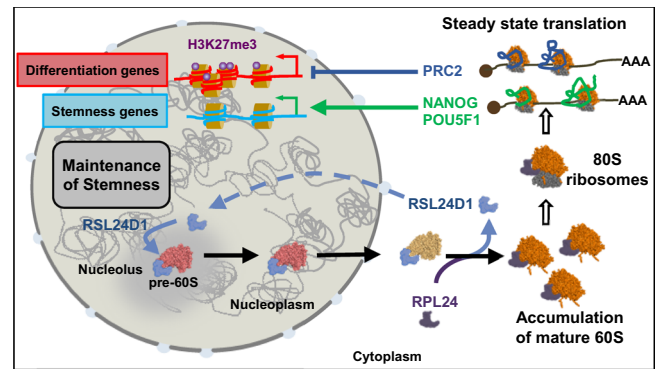 Steady state translation
H3K27me3
Differentiation genes
PRC2
AAA
Stemness genes
NANOG
POU5F1
AAA
Maintenance
of Stemness
80S
ribosomes
RSL24D1
RSL24D1
Nucleolus
pre-60S
Nucleoplasm
RPL24
Accumulation
of mature 60S
Cytoplasm